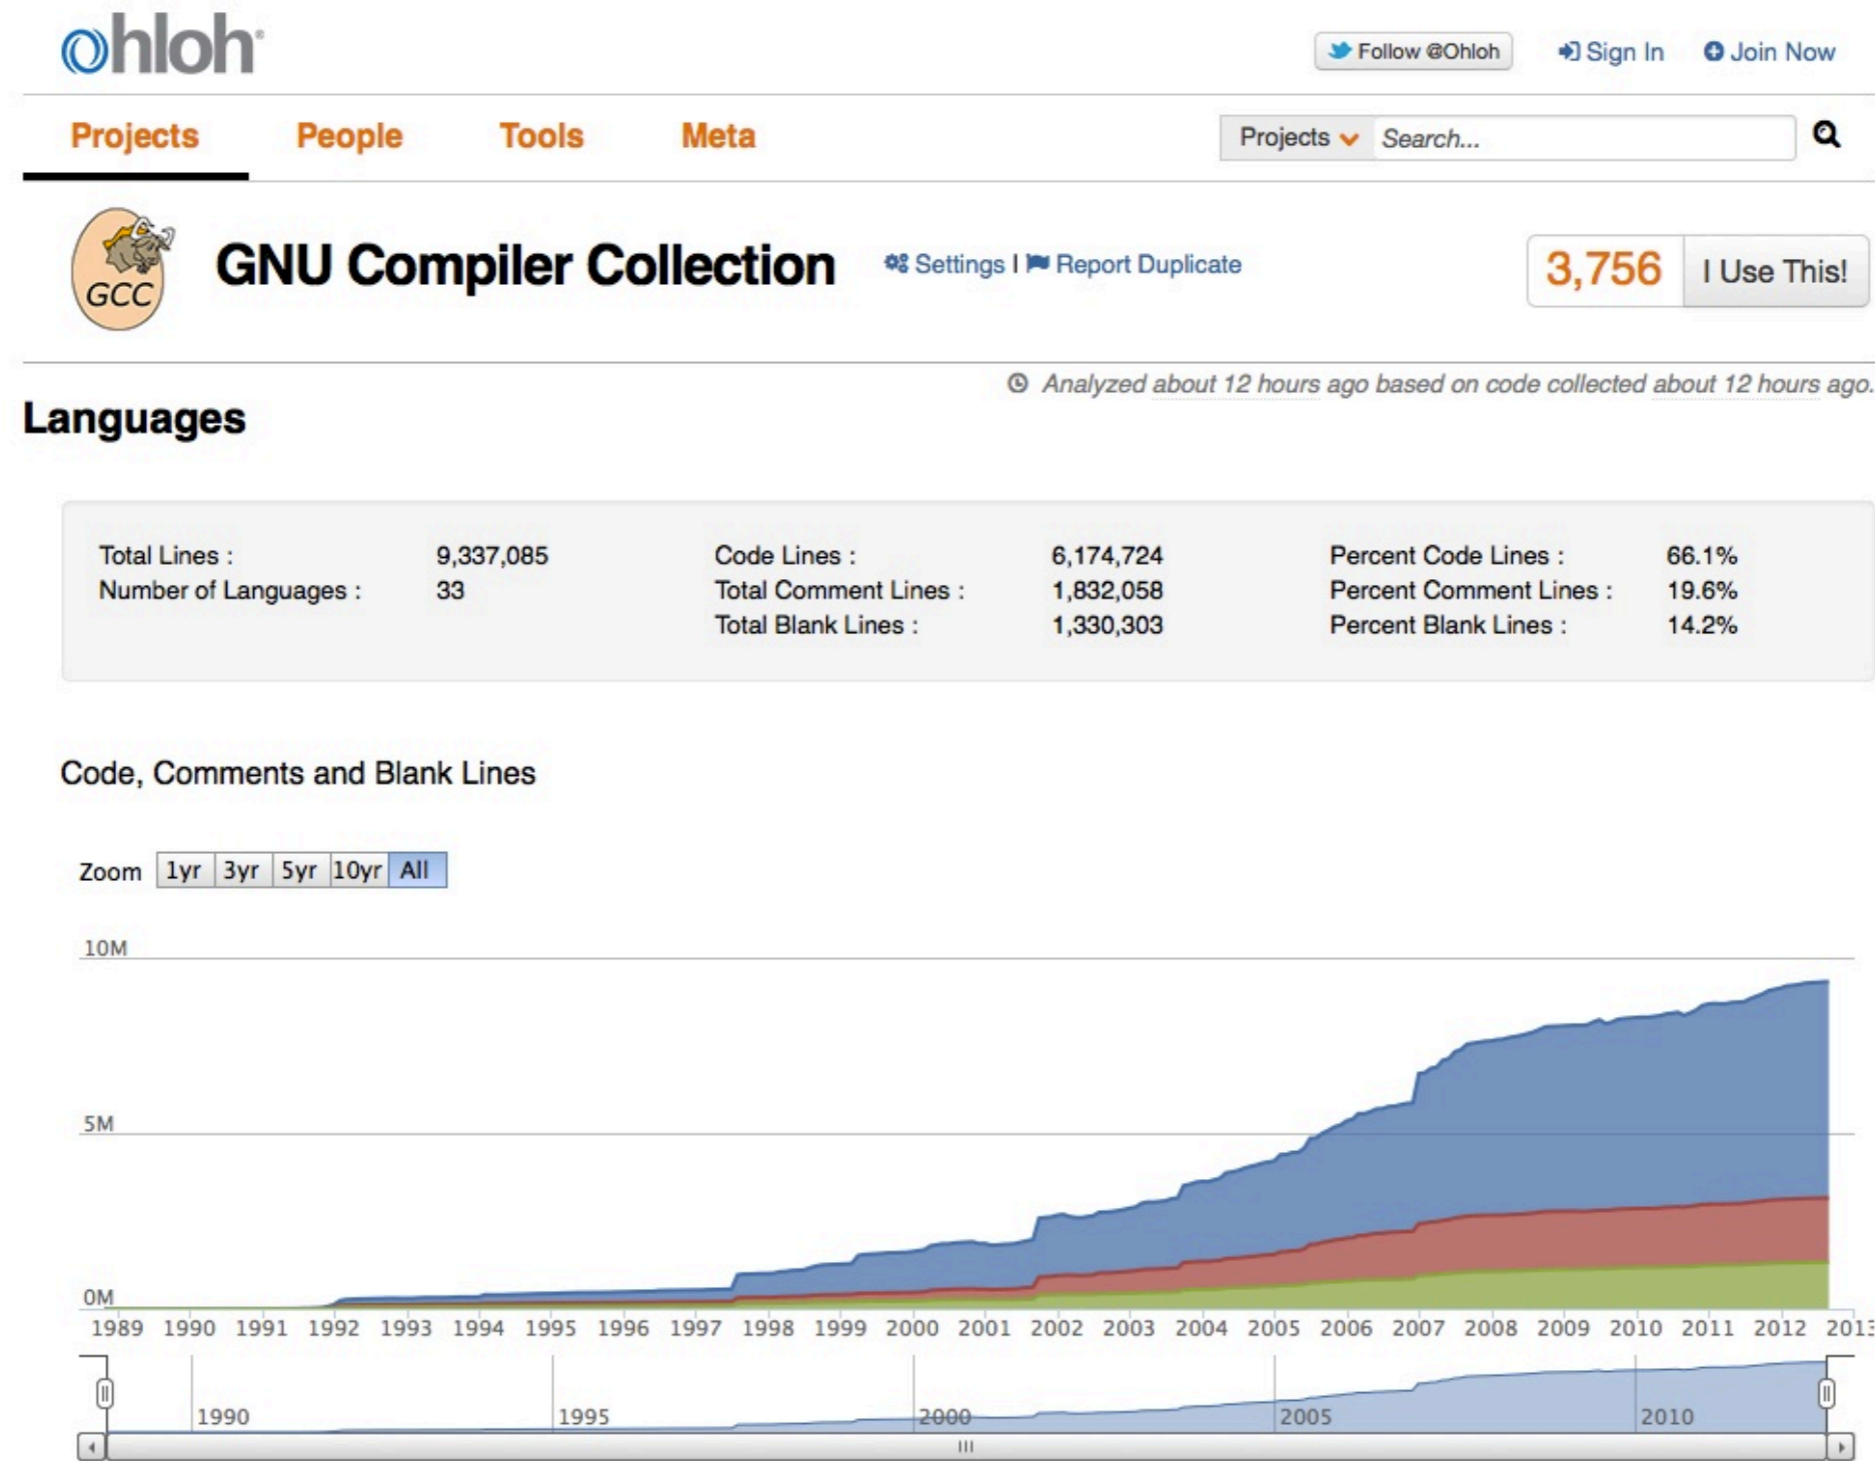 ohloh
Follow @Ohloh Sign In Join Now
Projects People Tools Meta Projects Search...
GCC GNU Compiler Collection Settings | Report Duplicate 3,756 I Use This!
Analyzed about 12 hours ago based on code collected about 12 hours ago.
Languages
Total Lines : 9,337,085 Code Lines : 6,174,724 Percent Code Lines : 66.1%
Number of Languages : 33 Total Comment Lines : 1,832,058 Percent Comment Lines : 19.6%
Total Blank Lines : 1,330,303 Percent Blank Lines : 14.2%
Code, Comments and Blank Lines
Zoom 1yr 3yr 5yr 10yr All
10M
5M
0M
1989 1990 1991 1992 1993 1994 1995 1996 1997 1998 1999 2000 2001 2002 2003 2004 2005 2006 2007 2008 2009 2010 2011 2012 2013
1990 1995 2000 2005 2010